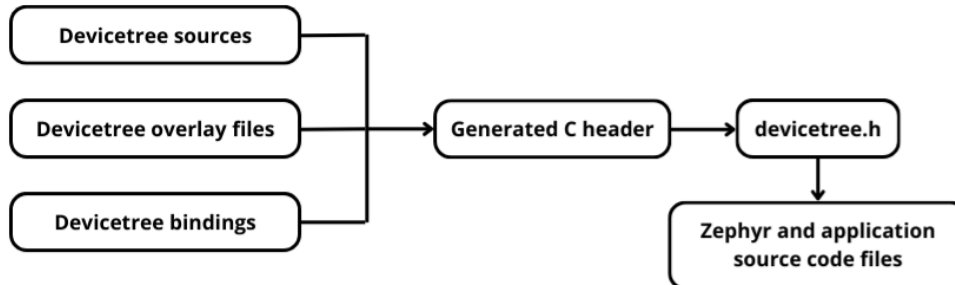 Devicetree sources
Devicetree overlay files
Devicetree bindings
Generated C header
devicetree.h
Zephyr and application
source code files